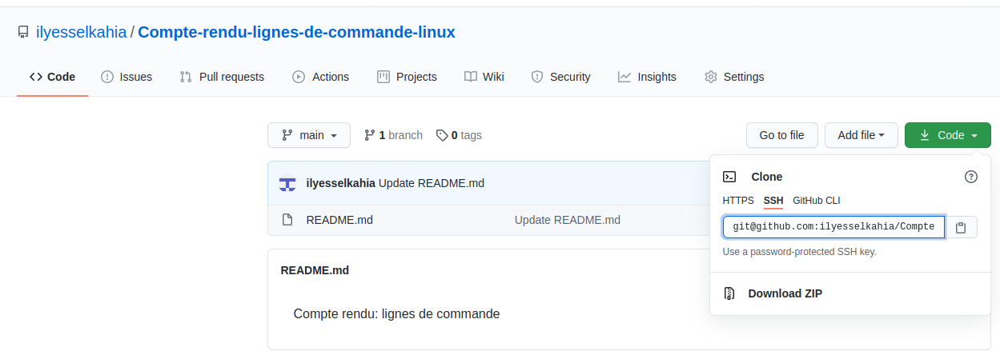 ilyesselkahia / Compte-rendu-lignes-de-commande-linux
Code Issues Pull requests Actions Projects Wiki Security Insights Settings
main 1 branch 0 tags Go to file Add file Code
ilyesselkahia Update README.md
README.md Update README.md
Clone
HTTPS SSH GitHub CLI
git@github.com:ilyesselkahia/Compte
Use a password-protected SSH key.
Download ZIP
README.md
Compte rendu: lignes de commande